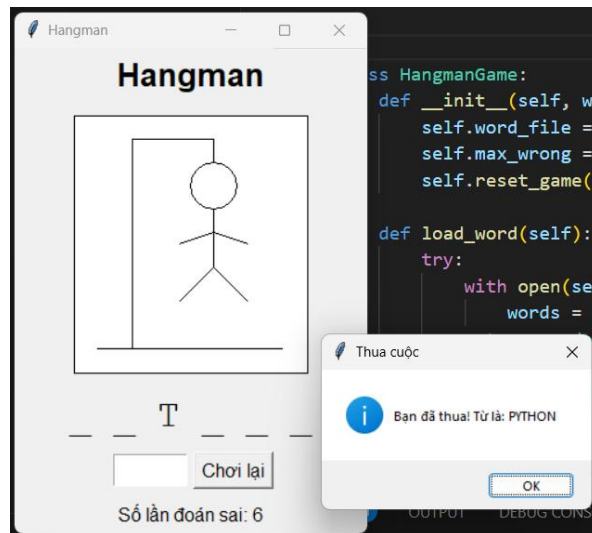 Hangman
Hangman
ss HangmanGame:
def __init__(self, w
self.word_file =
self.max_wrong =
self.reset_game(
def load_word(self):
try:
with open(se
words =
Thua cuộc
Bạn đã thua! Từ là: PYTHON
OK
_ _ T _ _ _
Chơi lại
Số lần đoán sai: 6
OUTPUT DEBUG CONS